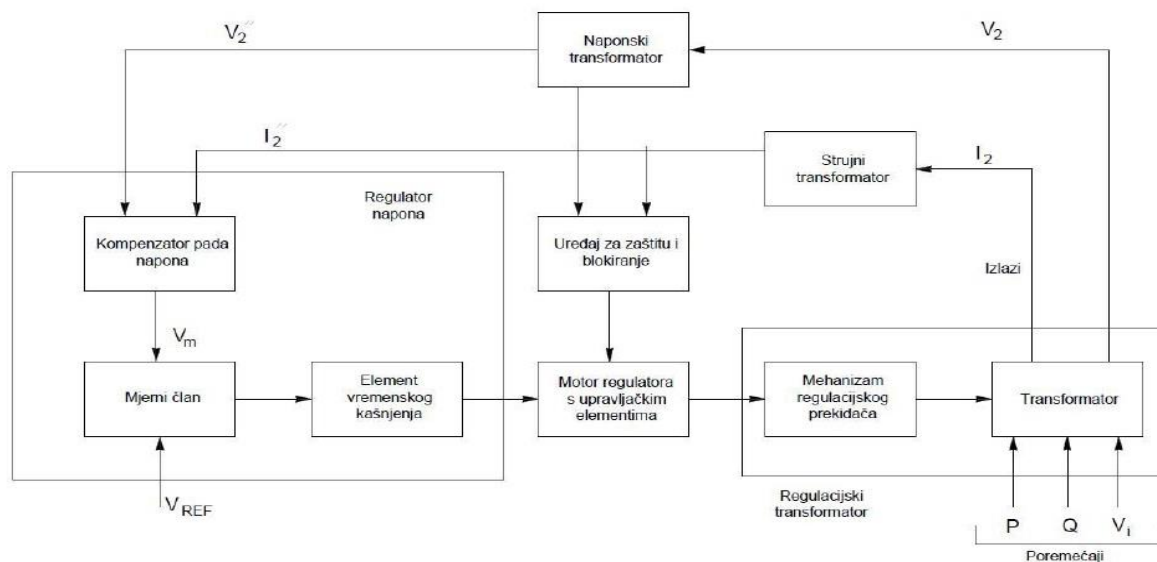 V2′′
Naponski
transformator
V2
I2′′
Strujni
transformator
I2
Regulator
napona
Kompenzator pada
napona
Uređaj za zaštitu i
blokiranje
Izlazi
Vm
Mjerni član
Element
vremenskog
kašnjenja
Motor regulatora
s upravljačkim
elementima
Mehanizam
regulacijskog
prekidača
Transformator
VREF
Regulacijski
transformator
P Q Vi
Poremećaji